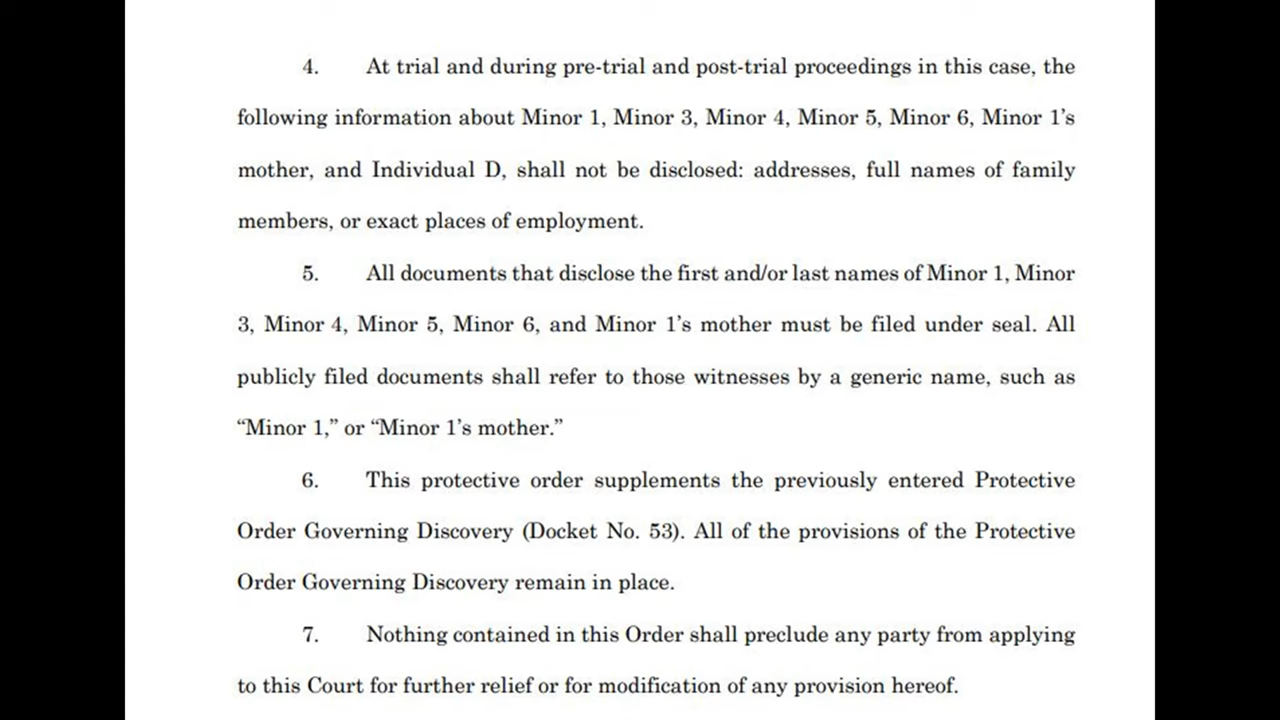 4. At trial and during pre-trial and post-trial proceedings in this case, the
following information about Minor 1, Minor 3, Minor 4, Minor 5, Minor 6, Minor 1’s
mother, and Individual D, shall not be disclosed: addresses, full names of family
members, or exact places of employment.
5. All documents that disclose the first and/or last names of Minor 1, Minor
3, Minor 4, Minor 5, Minor 6, and Minor 1’s mother must be filed under seal. All
publicly filed documents shall refer to those witnesses by a generic name, such as
“Minor 1,” or “Minor 1’s mother.”
6. This protective order supplements the previously entered Protective
Order Governing Discovery (Docket No. 53). All of the provisions of the Protective
Order Governing Discovery remain in place.
7. Nothing contained in this Order shall preclude any party from applying
to this Court for further relief or for modification of any provision hereof.